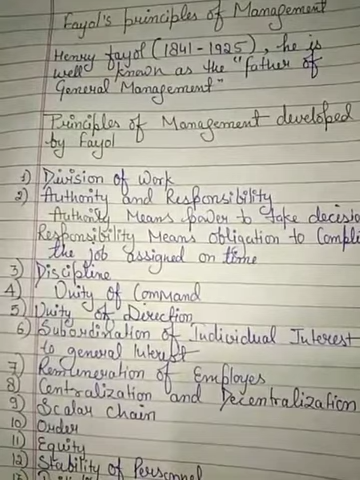 Fayol's principles of Management
Henry fayol (1841-1925), he is
well known as the "father of
General Management"
Principles of Management developed
by Fayol
1) Division of Work
2) Authority and Responsibility
Authority Means power to take decisio
Responsibility Means obligation to Comple
the job assigned on time
3) Discipline
4) Unity of Command
5) Unity of Direction
6) Subordination of Individual Interest
to general Interest
7) Remuneration of Employes
8) Centralization and Decentralization
9) Scalar chain
10) Order
11) Equity
12) Stability of Personnel